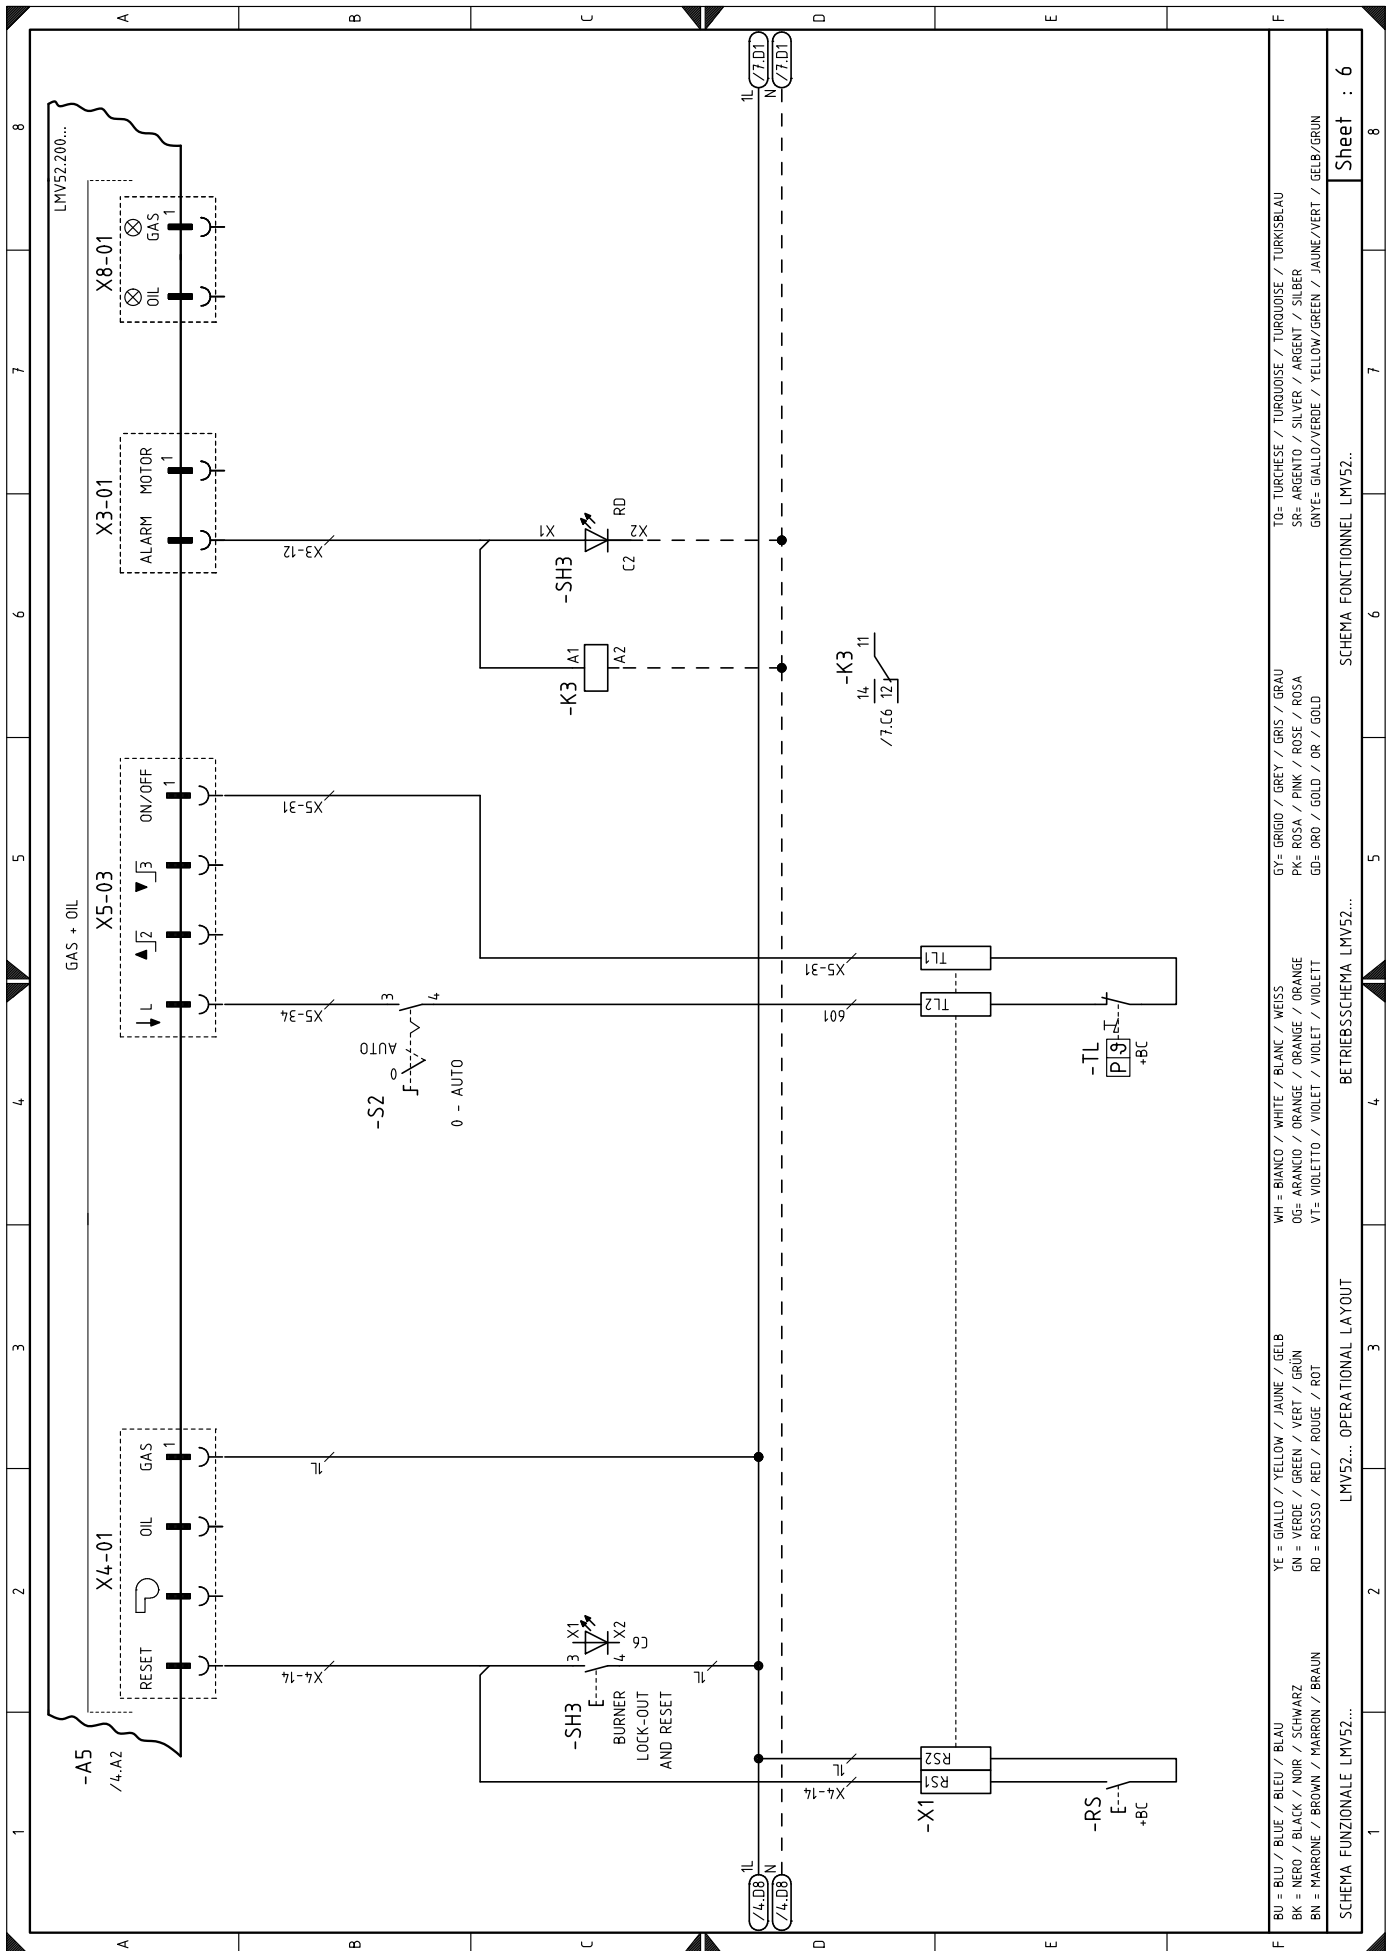 1 2 3 4 5 6 7 8
A
B
C
D
E
F
A
B
C
D
E
F
-A5
/4.A2
LMV52.200...
GAS + OIL
X4-01
RESET
OIL
GAS
1
X5-03
L
2
3
ON/OFF
1
X3-01
ALARM
MOTOR
1
X8-01
OIL
GAS
1
X4-14
1L
X5-34
X5-31
X3-12
-S2
0
AUTO
3
4
0 - AUTO
-SH3
3
4
X1
X2
C6
BURNER
LOCK-OUT
AND RESET
1L
-K3
A1
A2
-SH3
X1
X2
C2
RD
/4.D8
1L
/7.D1
1L
/4.D8
N
/7.D1
N
X4-14
1L
601
X5-31
-K3
14
12
11
/7.C6
-X1
RS1
RS2
TL2
TL1
-RS
+BC
-TL
P
ϑ
+BC
BU = BLU / BLUE / BLEU / BLAU
BK = NERO / BLACK / NOIR / SCHWARZ
BN = MARRONE / BROWN / MARRON / BRAUN
YE = GIALLO / YELLOW / JAUNE / GELB
GN = VERDE / GREEN / VERT / GRÜN
RD = ROSSO / RED / ROUGE / ROT
WH = BIANCO / WHITE / BLANC / WEISS
OG= ARANCIO / ORANGE / ORANGE / ORANGE
VT= VIOLETTO / VIOLET / VIOLET / VIOLETT
GY= GRIGIO / GREY / GRIS / GRAU
PK= ROSA / PINK / ROSE / ROSA
GD= ORO / GOLD / OR / GOLD
TQ= TURCHESE / TURQUOISE / TURQUOISE / TURKISBLAU
SR= ARGENTO / SILVER / ARGENT / SILBER
GNYE= GIALLO/VERDE / YELLOW/GREEN / JAUNE/VERT / GELB/GRUN
SCHEMA FUNZIONALE LMV52... LMV52... OPERATIONAL LAYOUT BETRIEBSSCHEMA LMV52... SCHEMA FONCTIONNEL LMV52.. Sheet : 6
1 2 3 4 5 6 7 8